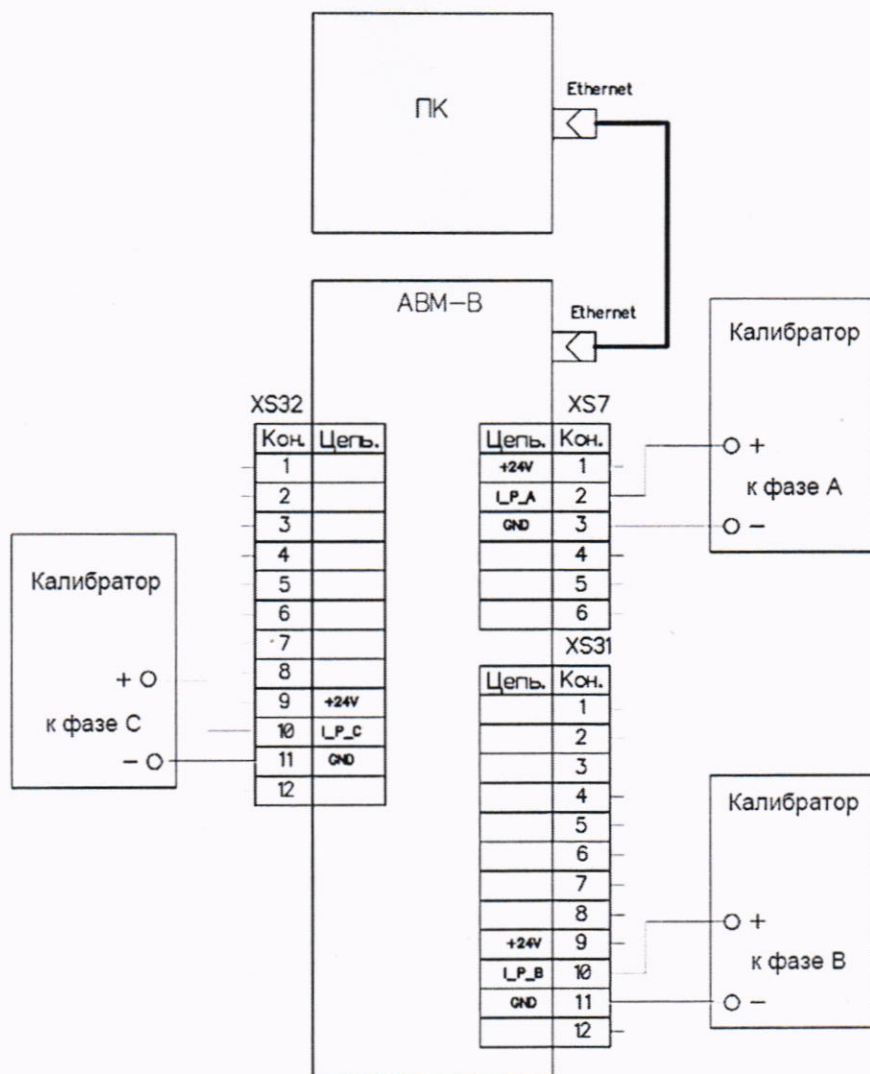 Ethernet
ПК
АВМ-В
Ethernet
Калибратор
+
к фазе А
−
XS32
Кон. Цепь.
1
2
3
4
5
6
7
8
9 +24V
10 I_P_C
11 GND
12
XS7
Цепь. Кон.
+24V 1
I_P_A 2
GND 3
4
5
6
Калибратор
+
к фазе С
−
XS31
Цепь. Кон.
1
2
3
4
5
6
7
8
+24V 9
I_P_B 10
GND 11
12
Калибратор
+
к фазе В
−